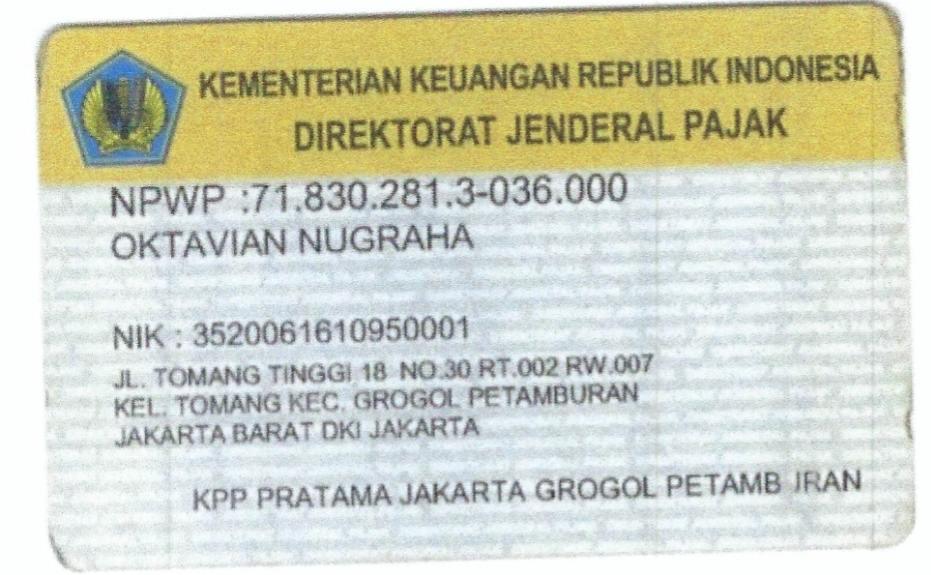 KEMENTERIAN KEUANGAN REPUBLIK INDONESIA
DIREKTORAT JENDERAL PAJAK
NPWP :71.830.281.3-036.000
OKTAVIAN NUGRAHA
NIK : 3520061610950001
JL. TOMANG TINGGI 18 NO.30 RT.002 RW.007
KEL. TOMANG KEC. GROGOL PETAMBURAN
JAKARTA BARAT DKI JAKARTA
KPP PRATAMA JAKARTA GROGOL PETAMB IRAN